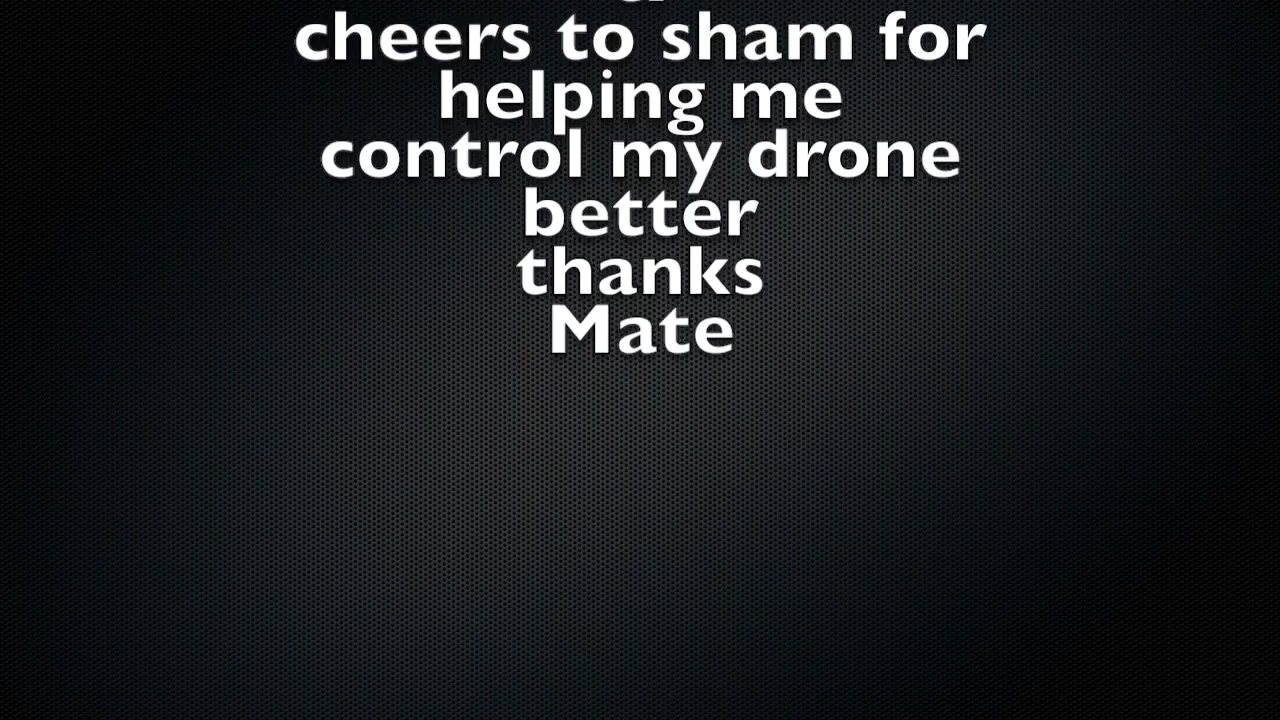 cheers to sham for
helping me
control my drone
better
thanks
Mate